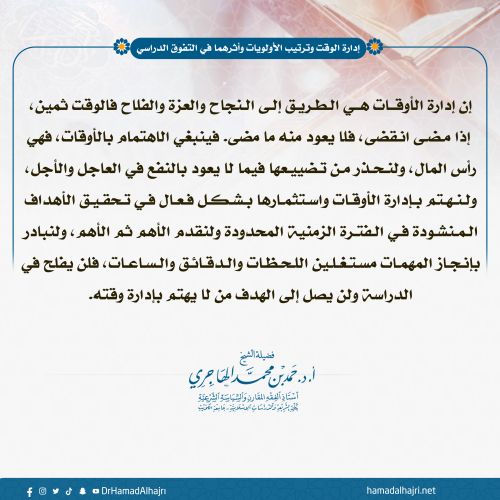 إدارة الوقت وترتيب الأولويات وأثرهما في التفوق الدراسي
إن إدارة الأوقات هي الطريق إلى النجاح والعزة والفلاح فالوقت ثمين،
إذا مضى انقضى، فلا يعود منه ما مضى. فينبغي الاهتمام بالأوقات، فهي
رأس المال، ولنحذر من تضييعها فيما لا يعود بالنفع في العاجل والأجل،
ولنهتم بإدارة الأوقات واستثمارها بشكل فعال في تحقيق الأهداف
المنشودة في الفترة الزمنية المحدودة ولنقدم الأهم ثم الأهم، ولنبادر
بإنجاز المهمات مستغلين اللحظات والدقائق والساعات، فلن يفلح في
الدراسة ولن يصل إلى الهدف من لا يهتم بإدارة وقته.
فضيلة الشيخ
أ. د. حمد بن محمد الهاجري
أستاذ الفقه المقارن والسياسة الشرعية
DrHamadAlhajri
hamadalhajri.net